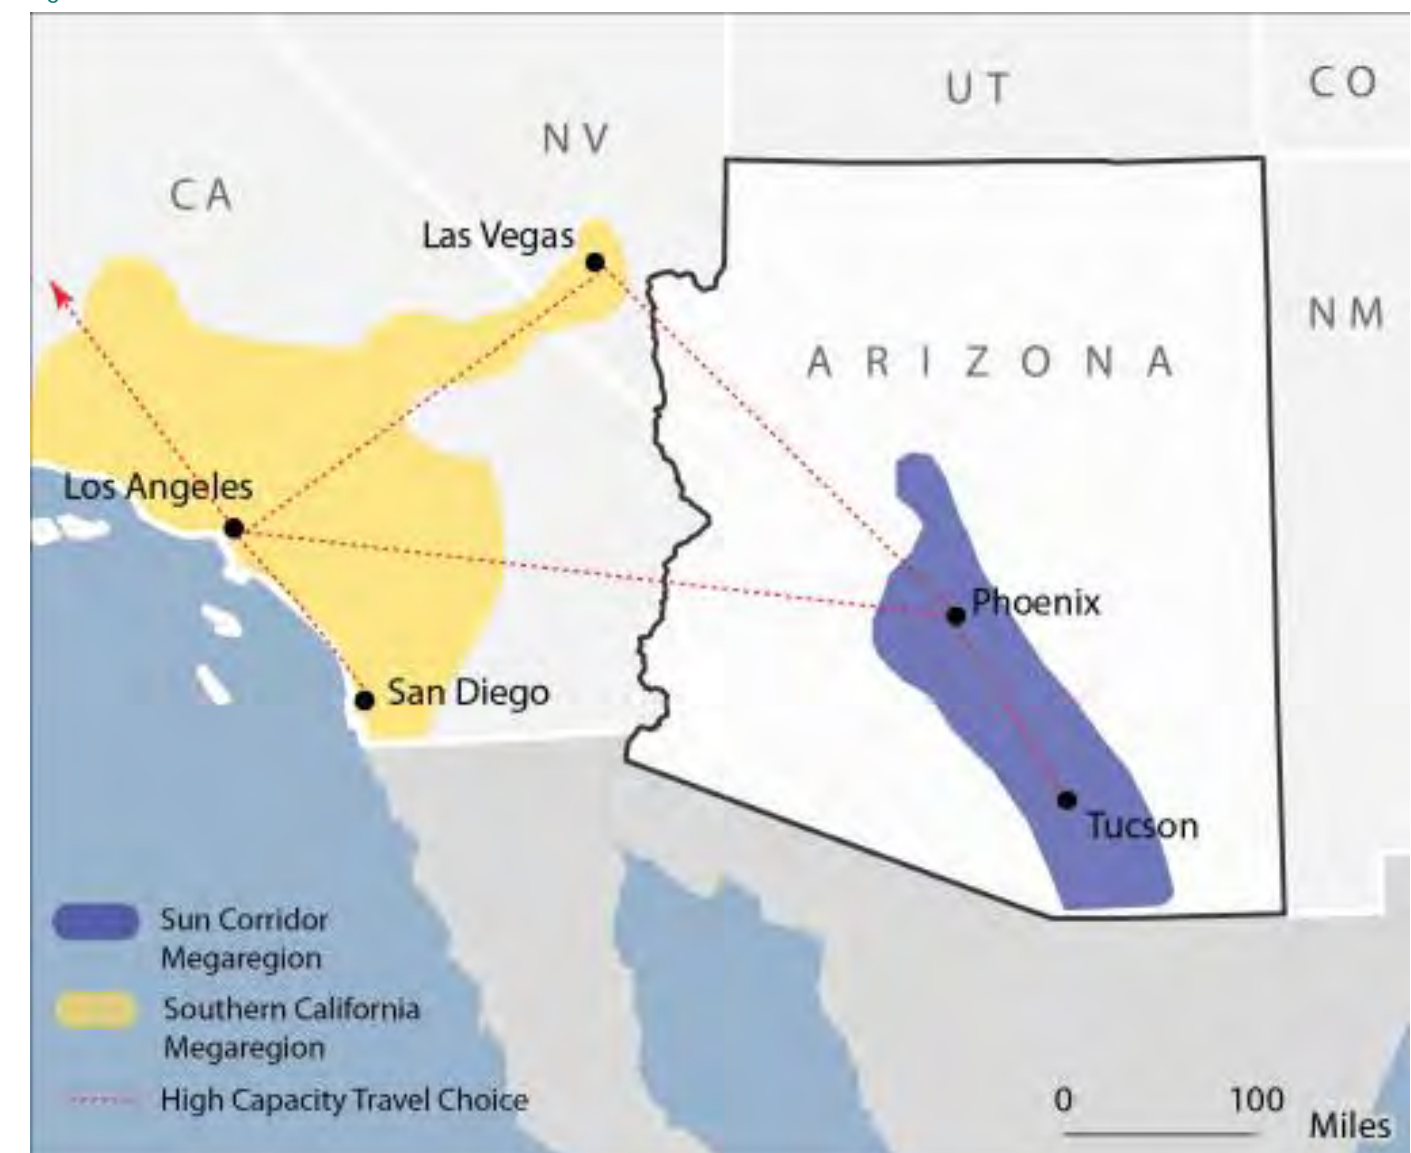 UT
CO
NV
CA
Las Vegas
NM
ARIZONA
Los Angeles
Phoenix
San Diego
Tucson
Sun Corridor
Megaregion
Southern California
Megaregion
High Capacity Travel Choice
0 100
Miles